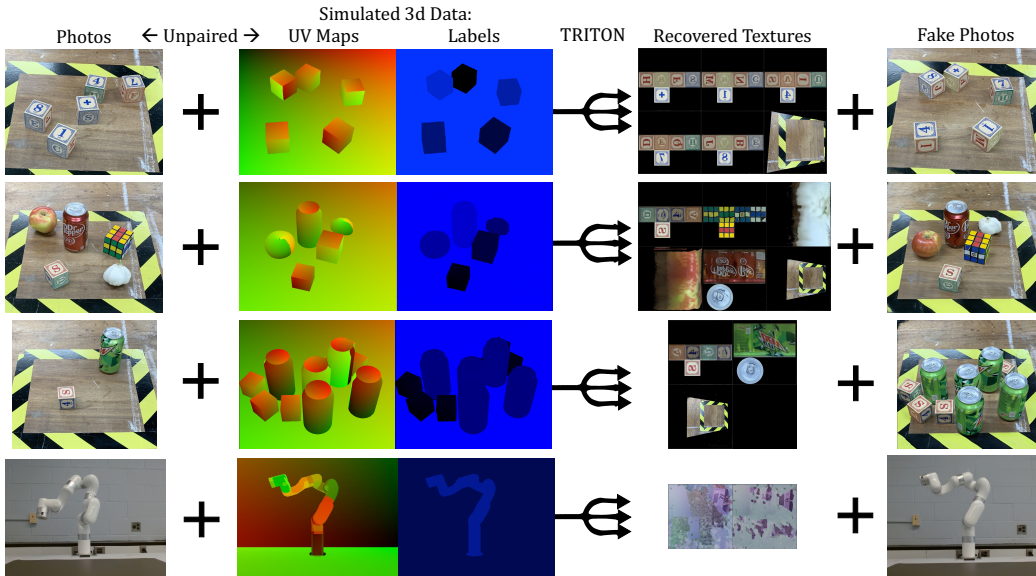 Simulated 3d Data:
Photos ← Unpaired → UV Maps Labels TRITON Recovered Textures Fake Photos